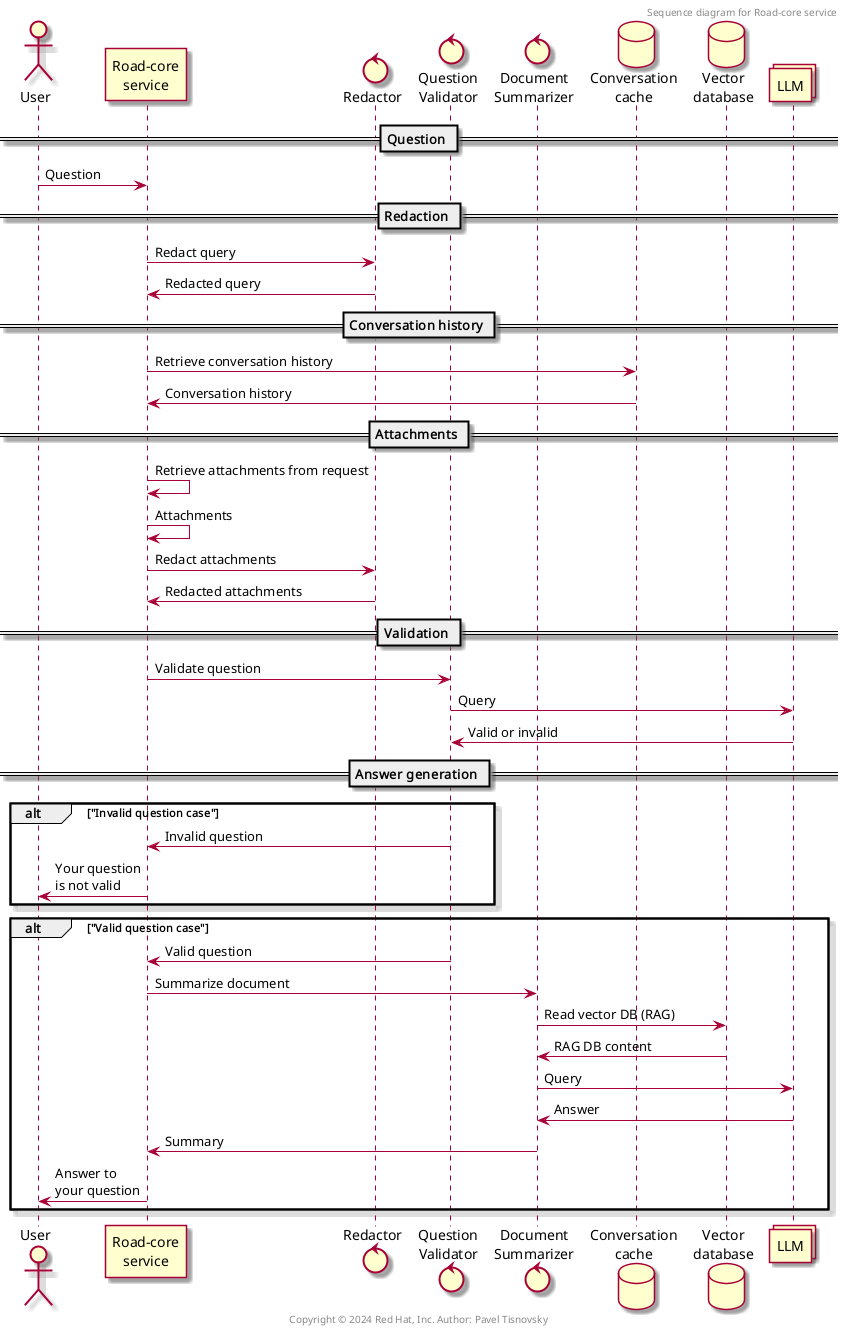 Sequence diagram for Road-core service
User
Road-core
service
Redactor
Question
Validator
Document
Summarizer
Conversation
cache
Vector
database
LLM
Question
Question
Redaction
Redact query
Redacted query
Conversation history
Retrieve conversation history
Conversation history
Attachments
Retrieve attachments from request
Attachments
Redact attachments
Redacted attachments
Validation
Validate question
Query
Valid or invalid
Answer generation
alt ["Invalid question case"]
Invalid question
Your question
is not valid
alt ["Valid question case"]
Valid question
Summarize document
Read vector DB (RAG)
RAG DB content
Query
Answer
Summary
Answer to
your question
User
Road-core
service
Redactor
Question
Validator
Document
Summarizer
Conversation
cache
Vector
database
LLM
Copyright © 2024 Red Hat, Inc. Author: Pavel Tisnovsky